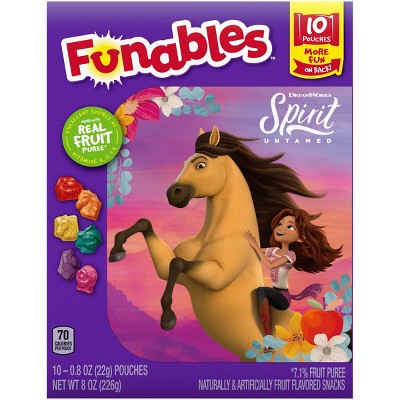 Funables™
10
POUCHES
MORE
FUN
ON BACK!
DREAMWORKS
Spirit
UNTAMED
EXCELLENT SOURCE OF
VITAMINS A, C, E
MADE WITH
REAL
FRUIT
PUREE*
70
CALORIES
PER POUCH
10 – 0.8 OZ (22g) POUCHES
NET WT 8 OZ (226g)
*7.1% FRUIT PUREE
NATURALLY & ARTIFICIALLY FRUIT FLAVORED SNACKS